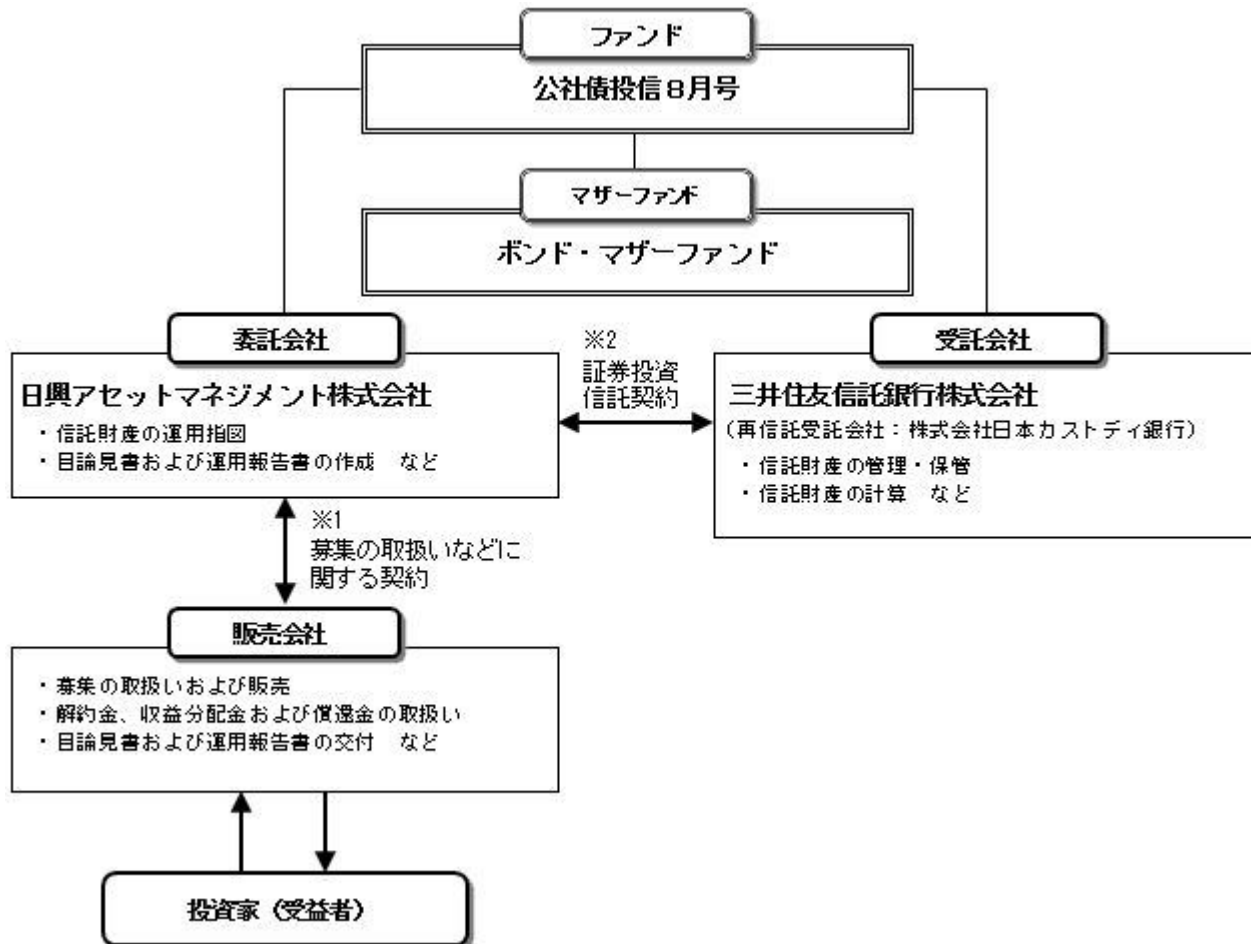 ファンド
公社債投信8月号
マザーファンド
ボンド・マザーファンド
委託会社
日興アセットマネジメント株式会社
・信託財産の運用指図
・目論見書および運用報告書の作成　など
※2
証券投資
信託契約
受託会社
三井住友信託銀行株式会社
(再信託受託会社：株式会社日本カストディ銀行)
・信託財産の管理・保管
・信託財産の計算　など
※1
募集の取扱いなどに
関する契約
販売会社
・募集の取扱いおよび販売
・解約金、収益分配金および償還金の取扱い
・目論見書および運用報告書の交付　など
投資家（受益者）